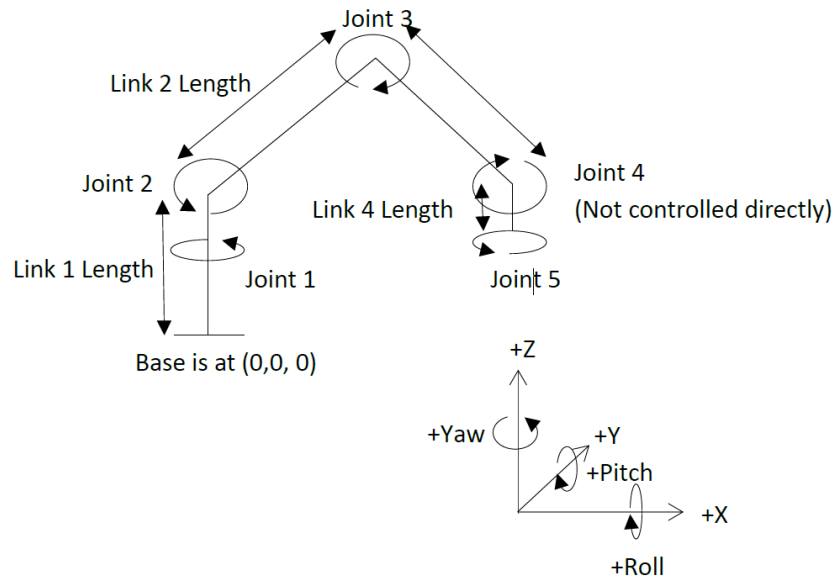 Joint 3
Link 2 Length
Joint 2
Joint 4
(Not controlled directly)
Link 4 Length
Link 1 Length
Joint 1
Joint 5
Base is at (0,0, 0)
+Z
+Yaw
+Y
+Pitch
+X
+Roll